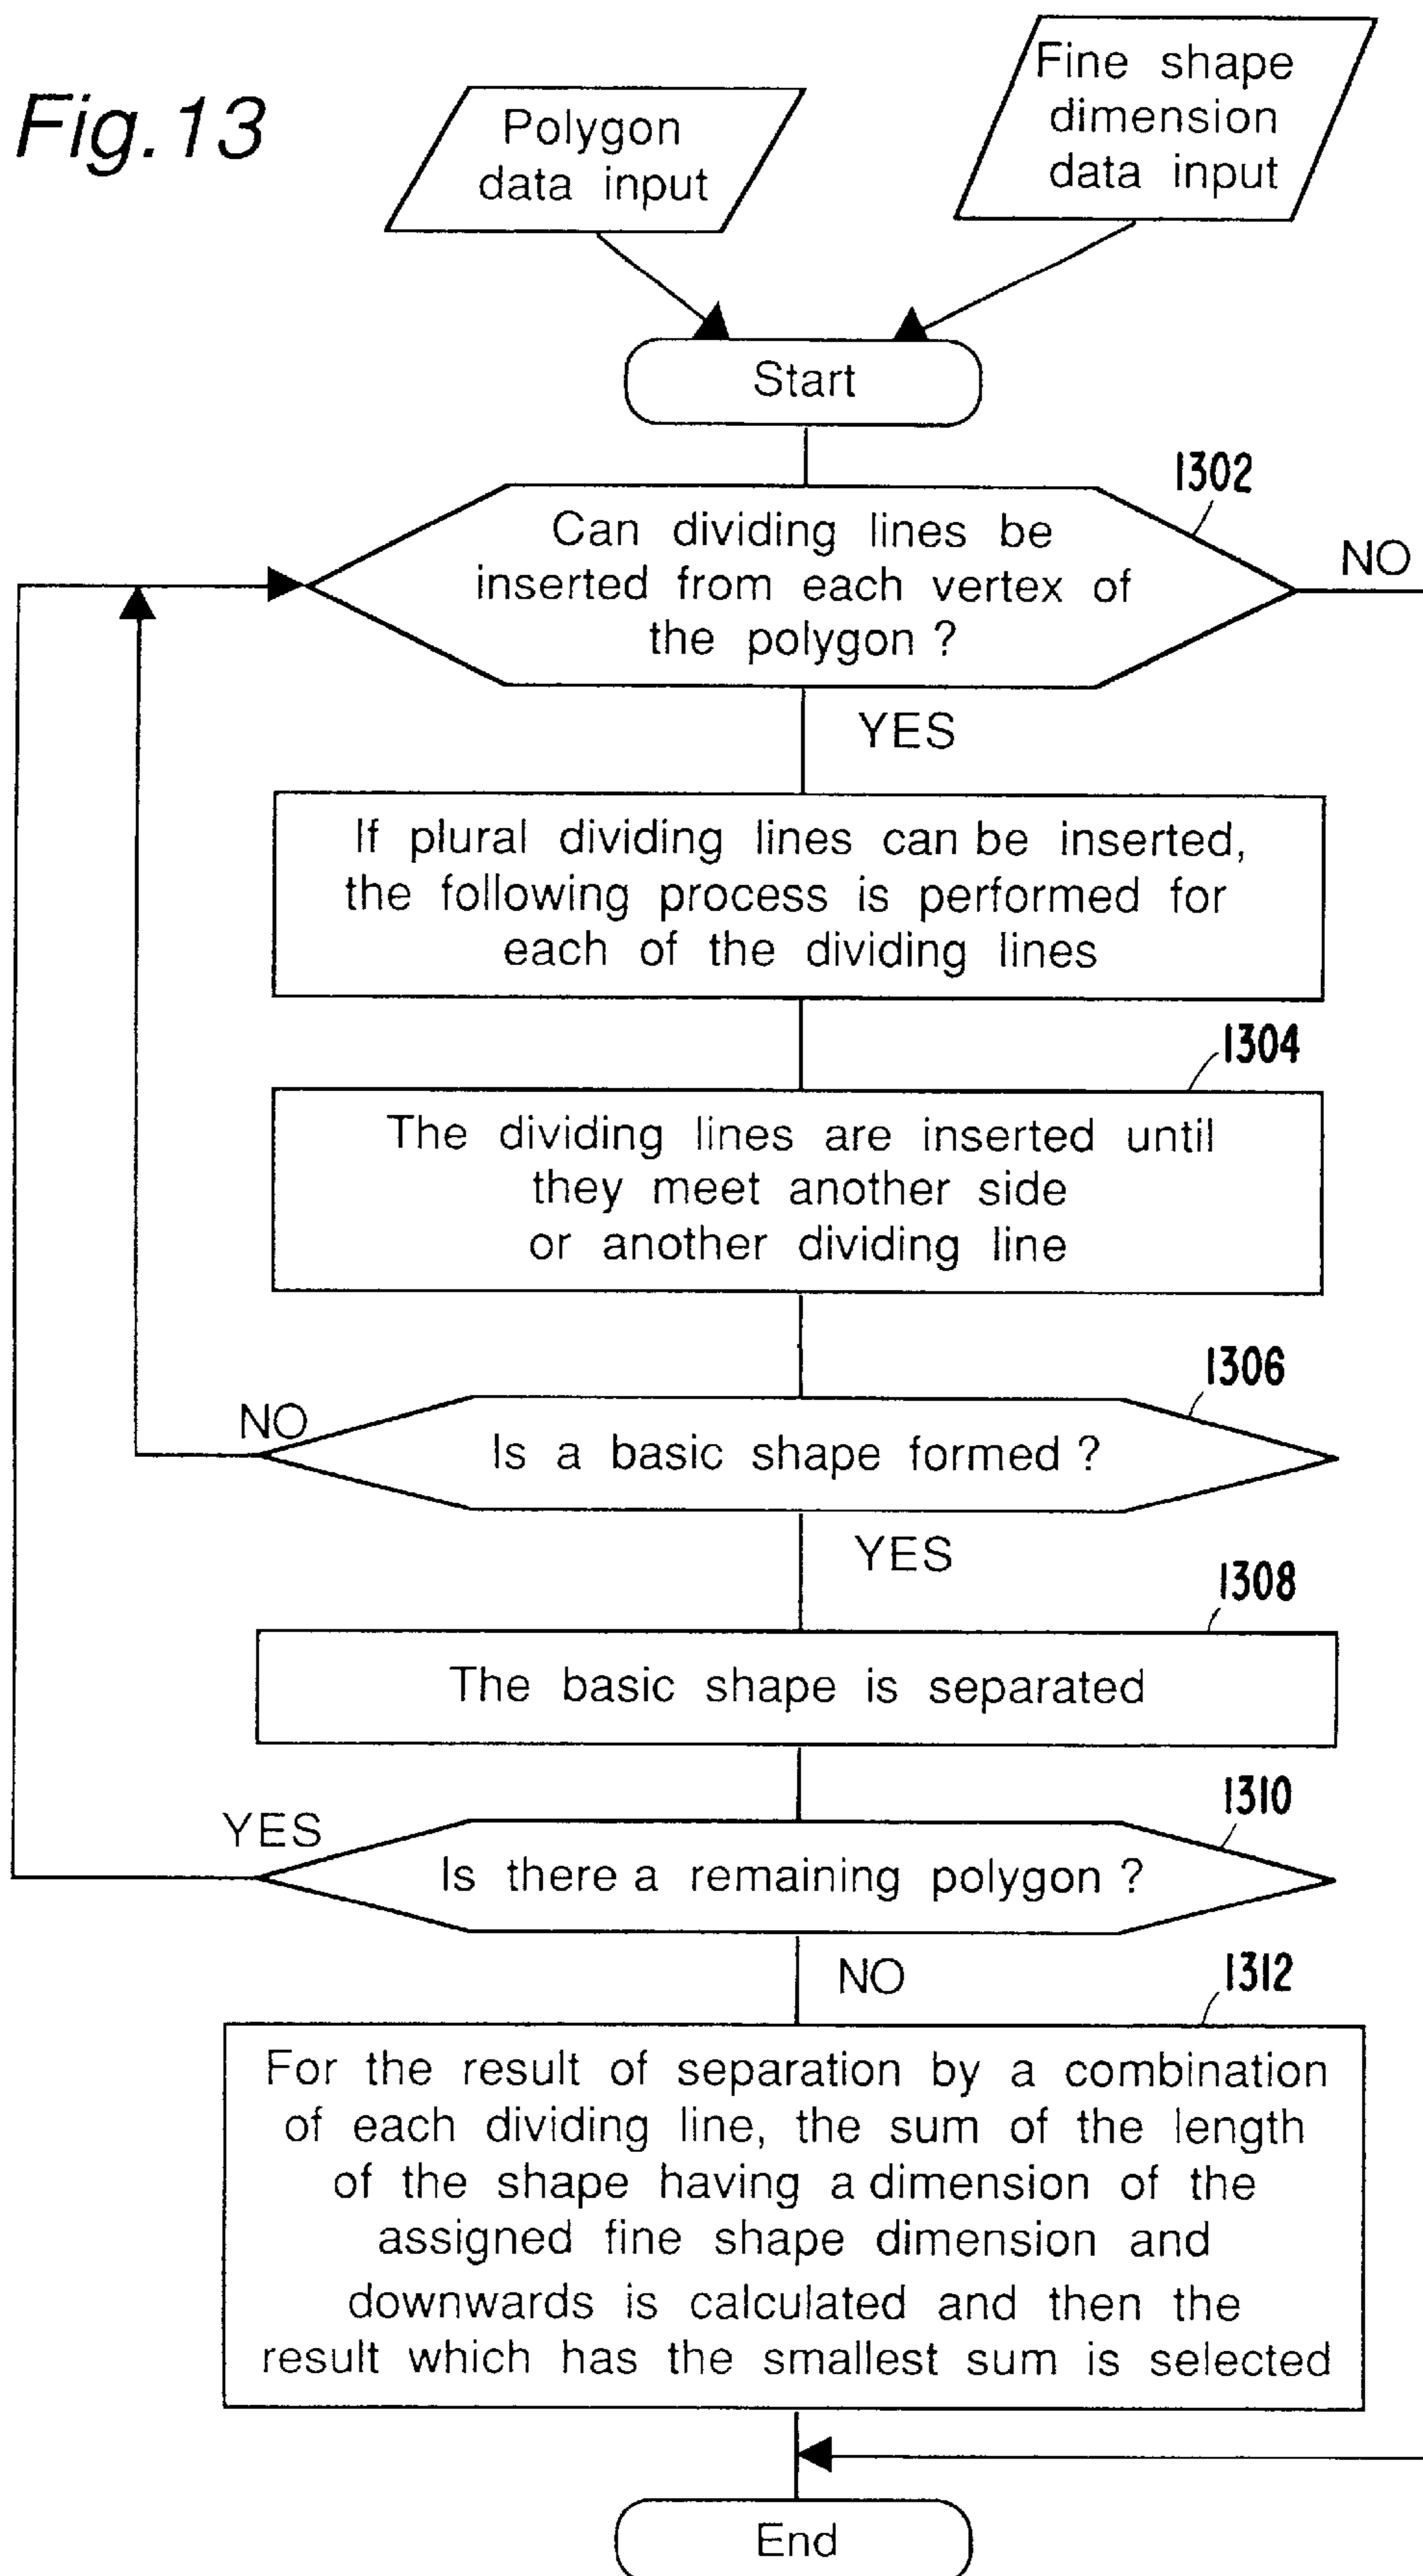 Fig.13
Polygon
data input
Fine shape
dimension
data input
Start
1302
Can dividing lines be
inserted from each vertex of
the polygon ?
NO
YES
If plural dividing lines can be inserted,
the following process is performed for
each of the dividing lines
1304
The dividing lines are inserted until
they meet another side
or another dividing line
1306
NO
Is a basic shape formed ?
YES
1308
The basic shape is separated
1310
YES
Is there a remaining polygon ?
NO
1312
For the result of separation by a combination
of each dividing line, the sum of the length
of the shape having a dimension of the
assigned fine shape dimension and
downwards is calculated and then the
result which has the smallest sum is selected
End